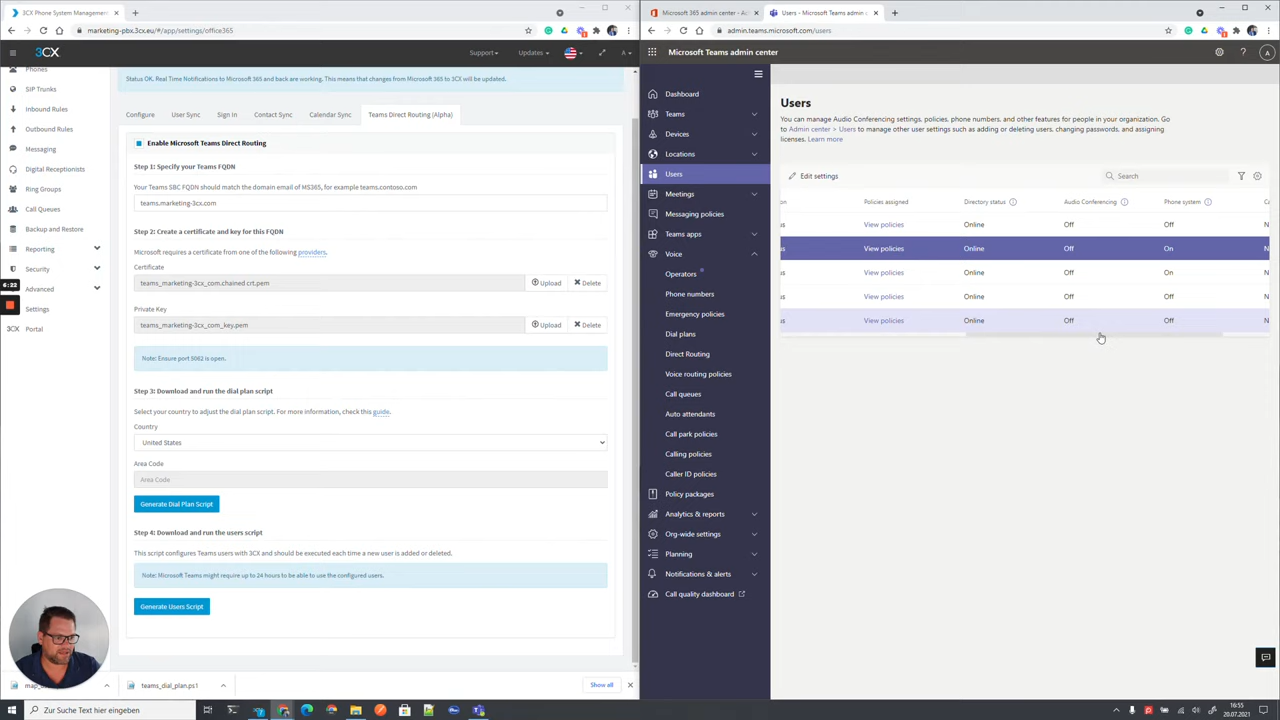 3CX Phone System Management
Microsoft 365 admin center - Ad
Users - Microsoft Teams admin c
marketing-pbx.3cx.eu/#/app/settings/office365
admin.teams.microsoft.com/users
3CX
Support
Updates
A
Microsoft Teams admin center
A
Phones
SIP Trunks
Inbound Rules
Outbound Rules
Messaging
Digital Receptionists
Ring Groups
Call Queues
Backup and Restore
Reporting
Security
6:22
Advanced
Settings
3CX
Portal
Status OK, Real Time Notifications to Microsoft 365 and back are working. This means that changes from Microsoft 365 to 3CX will be updated.
Configure
User Sync
Sign In
Contact Sync
Calendar Sync
Teams Direct Routing (Alpha)
Enable Microsoft Teams Direct Routing
Step 1: Specify your Teams FQDN
Your Teams SBC FQDN should match the domain email of MS365, for example teams.contoso.com
teams.marketing-3cx.com
Step 2: Create a certificate and key for this FQDN
Microsoft requires a certificate from one of the following providers.
Certificate
teams_marketing-3cx_com.chained crt.pem
Upload
Delete
Private Key
teams_marketing-3cx_com_key.pem
Upload
Delete
Note: Ensure port 5062 is open.
Step 3: Download and run the dial plan script
Select your country to adjust the dial plan script. For more information, check this guide.
Country
United States
Area Code
Area Code
Generate Dial Plan Script
Step 4: Download and run the users script
This script configures Teams users with 3CX and should be executed each time a new user is added or deleted.
Note: Microsoft Teams might require up to 24 hours to be able to use the configured users.
Generate Users Script
teams_dial_plan.ps1
Show all
Dashboard
Teams
Devices
Locations
Users
Meetings
Messaging policies
Teams apps
Voice
Operators
Phone numbers
Emergency policies
Dial plans
Direct Routing
Voice routing policies
Call queues
Auto attendants
Call park policies
Calling policies
Caller ID policies
Policy packages
Analytics & reports
Org-wide settings
Planning
Notifications & alerts
Call quality dashboard
Users
You can manage Audio Conferencing settings, policies, phone numbers, and other features for people in your organization. Go
to Admin center > Users to manage other user settings such as adding or deleting users, changing passwords, and assigning
licenses. Learn more
Edit settings
Search
on
Policies assigned
Directory status
Audio Conferencing
Phone system
Ca
us
View policies
Online
Off
Off
N
us
View policies
Online
Off
On
N
us
View policies
Online
Off
On
N
us
View policies
Online
Off
Off
N
us
View policies
Online
Off
Off
N
Zur Suche Text hier eingeben
16:55
20.07.2021